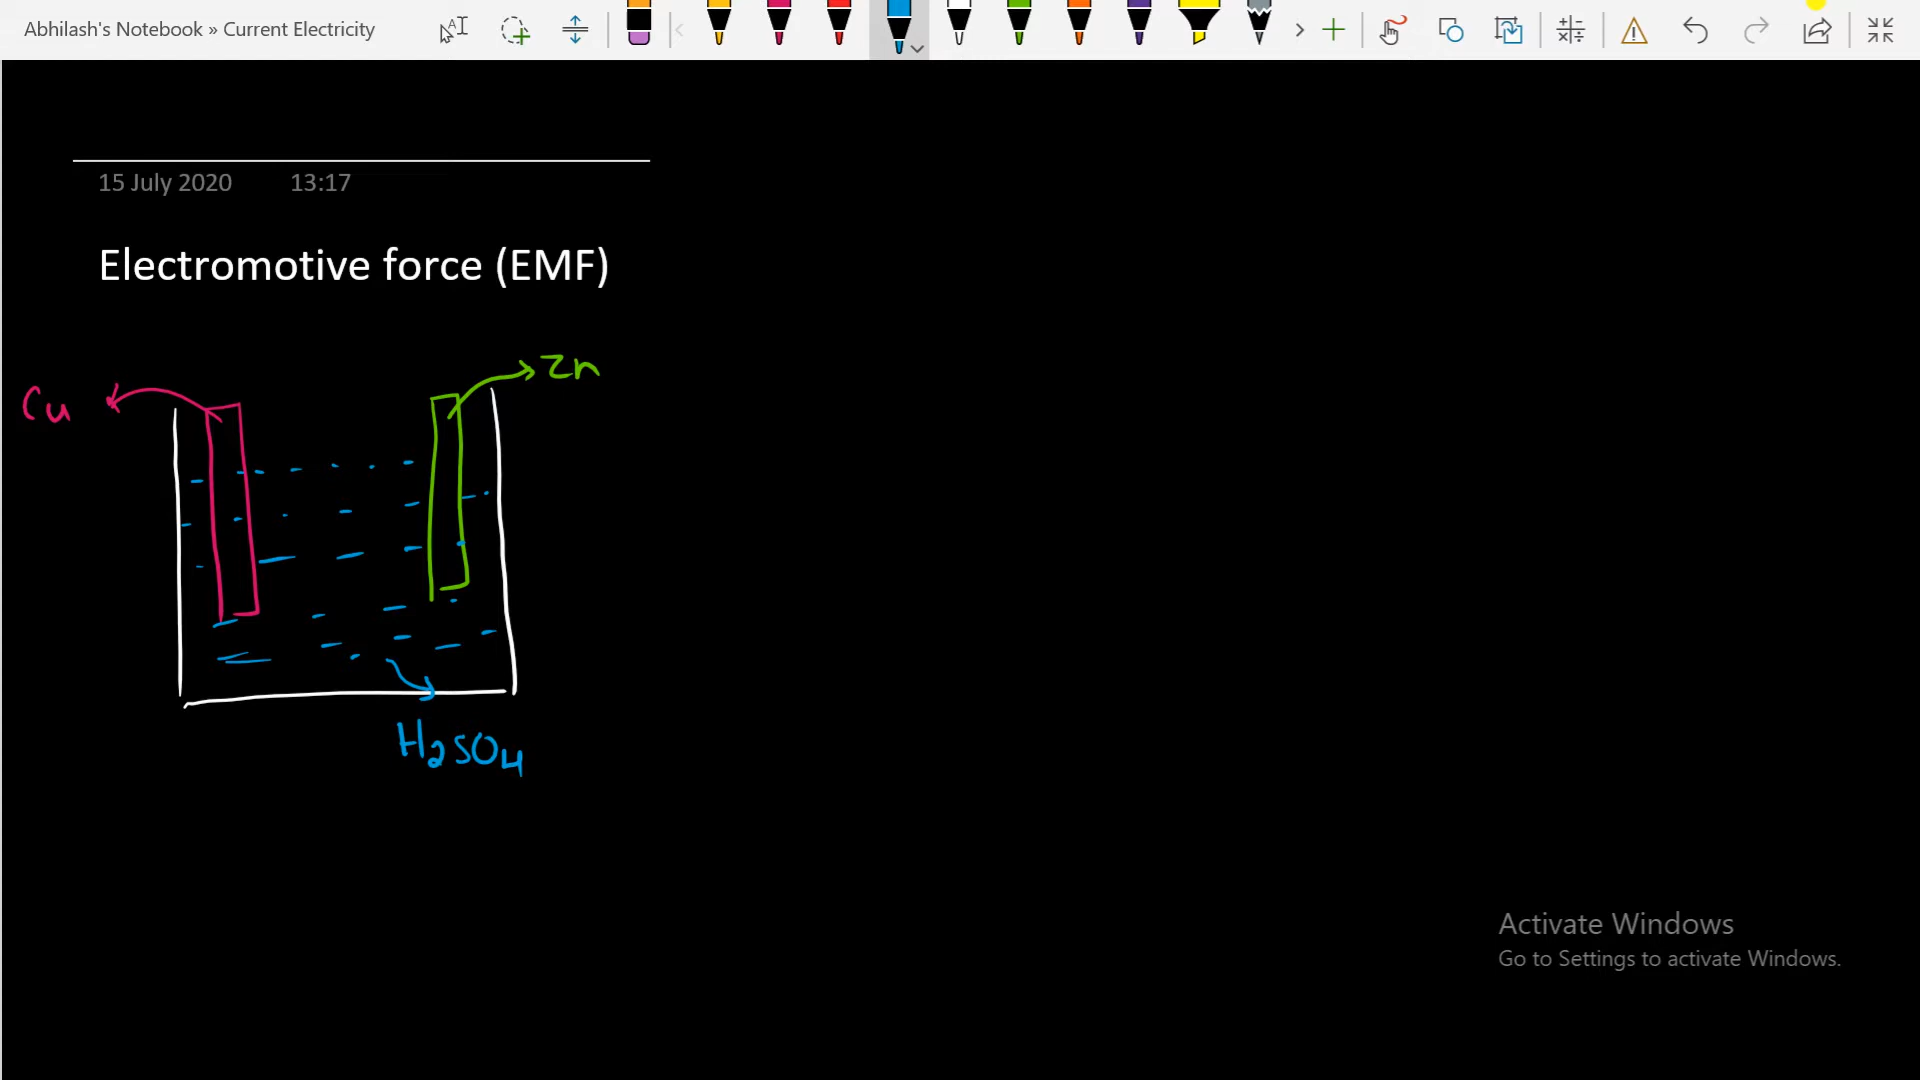 Abhilash's Notebook » Current Electricity
15 July 2020 13:17
Electromotive force (EMF)
Zn
Cu
H₂SO₄
Activate Windows
Go to Settings to activate Windows.